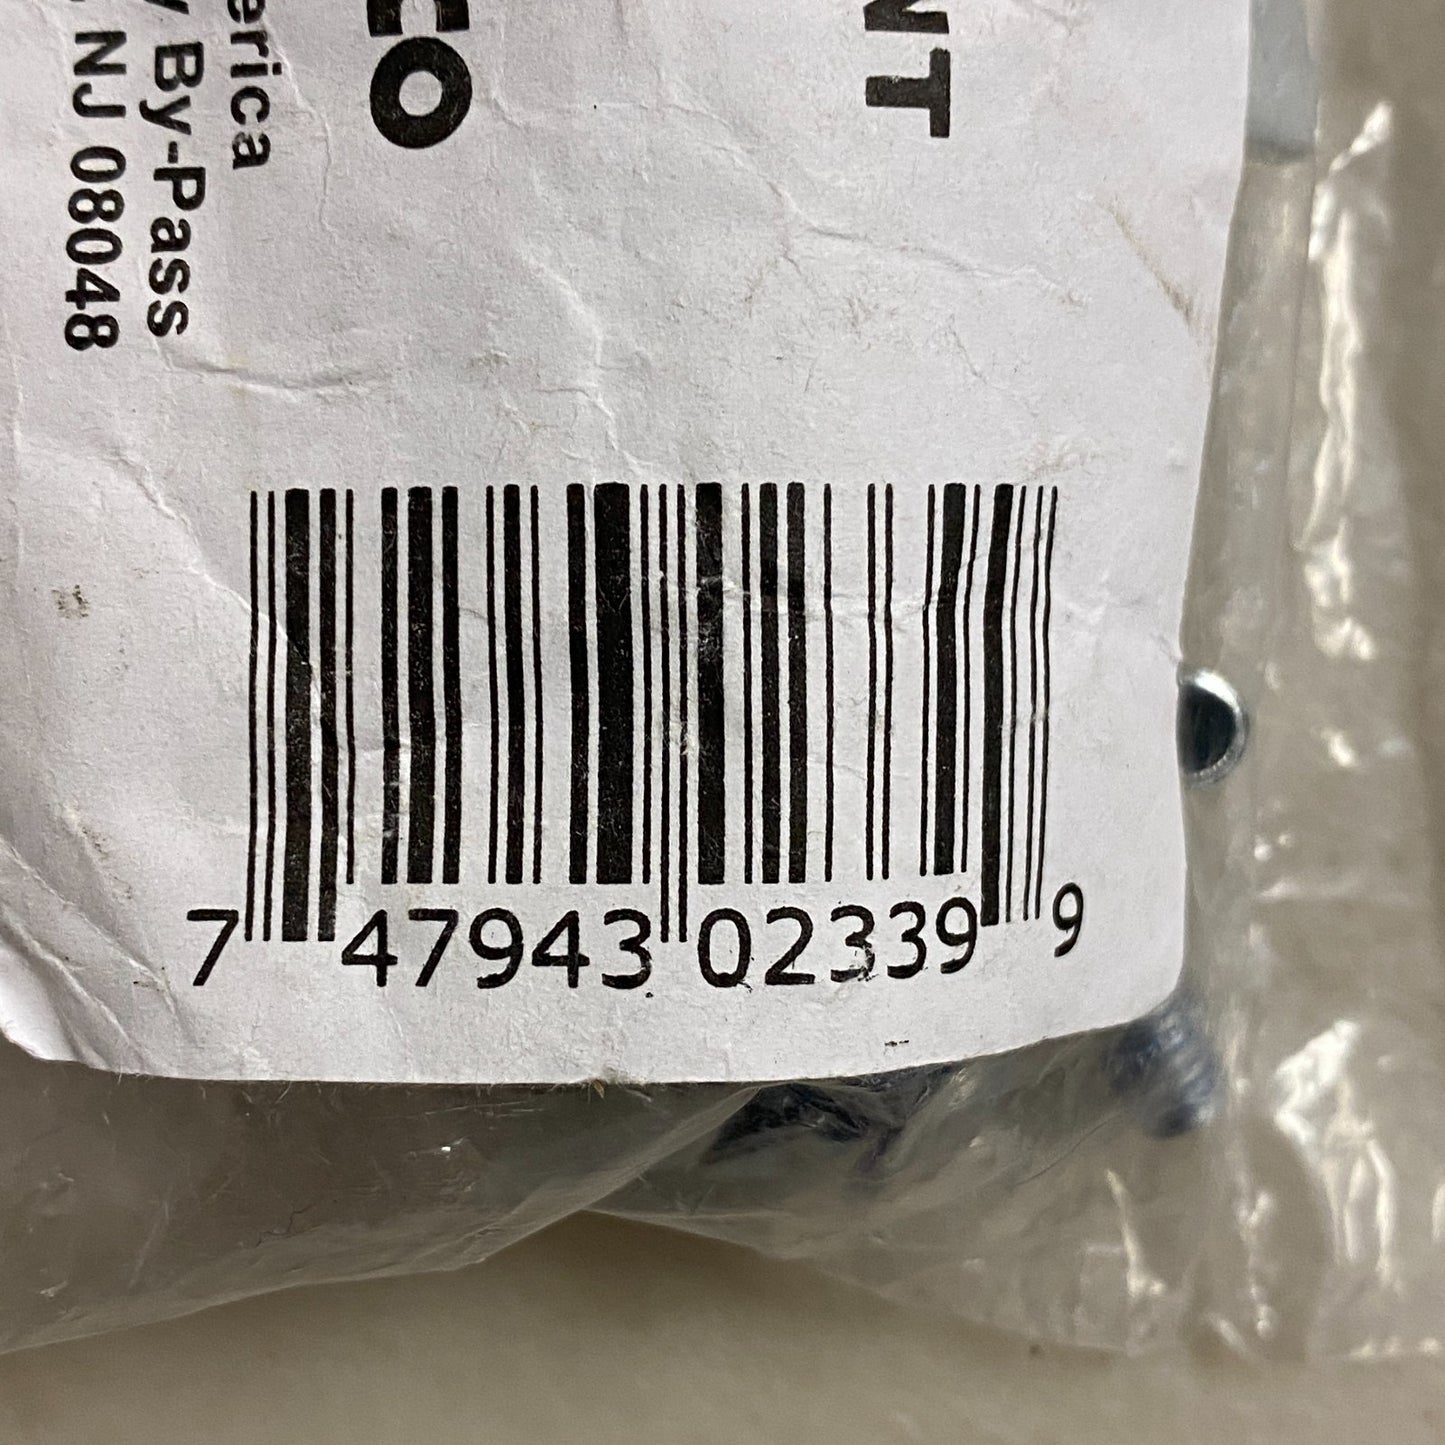 erica
y By-Pass
, NJ 08048
CO
NT
7 47943 02339 9